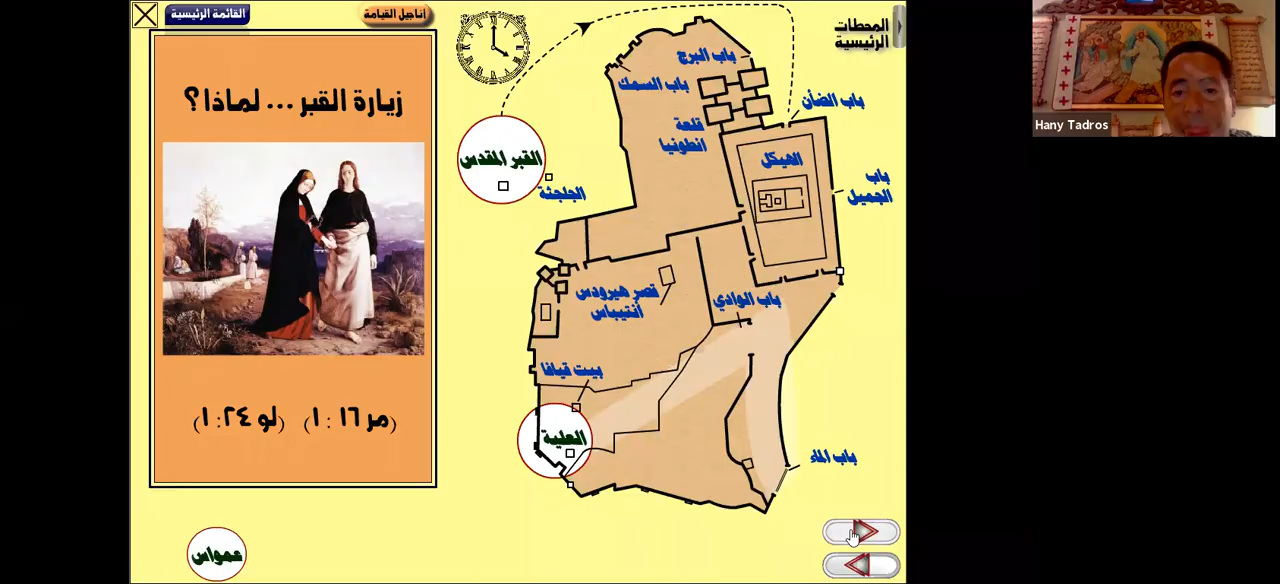 القائمة الرئيسية
أناجيل القيامة
المحطات
الرئيسية
زيارة القبر ... لماذا؟
(مر ١٦ : ١) (لو ٢٤: ١)
باب البرج
باب السمك
باب الضأن
قلعة
انطونيا
الهيكل
باب
الجميل
القبر المقدس
الجلجثة
قصر هيرودس
أنتيباس
باب الوادي
بيت قيافا
العلية
باب الماء
عمواس
Hany Tadros